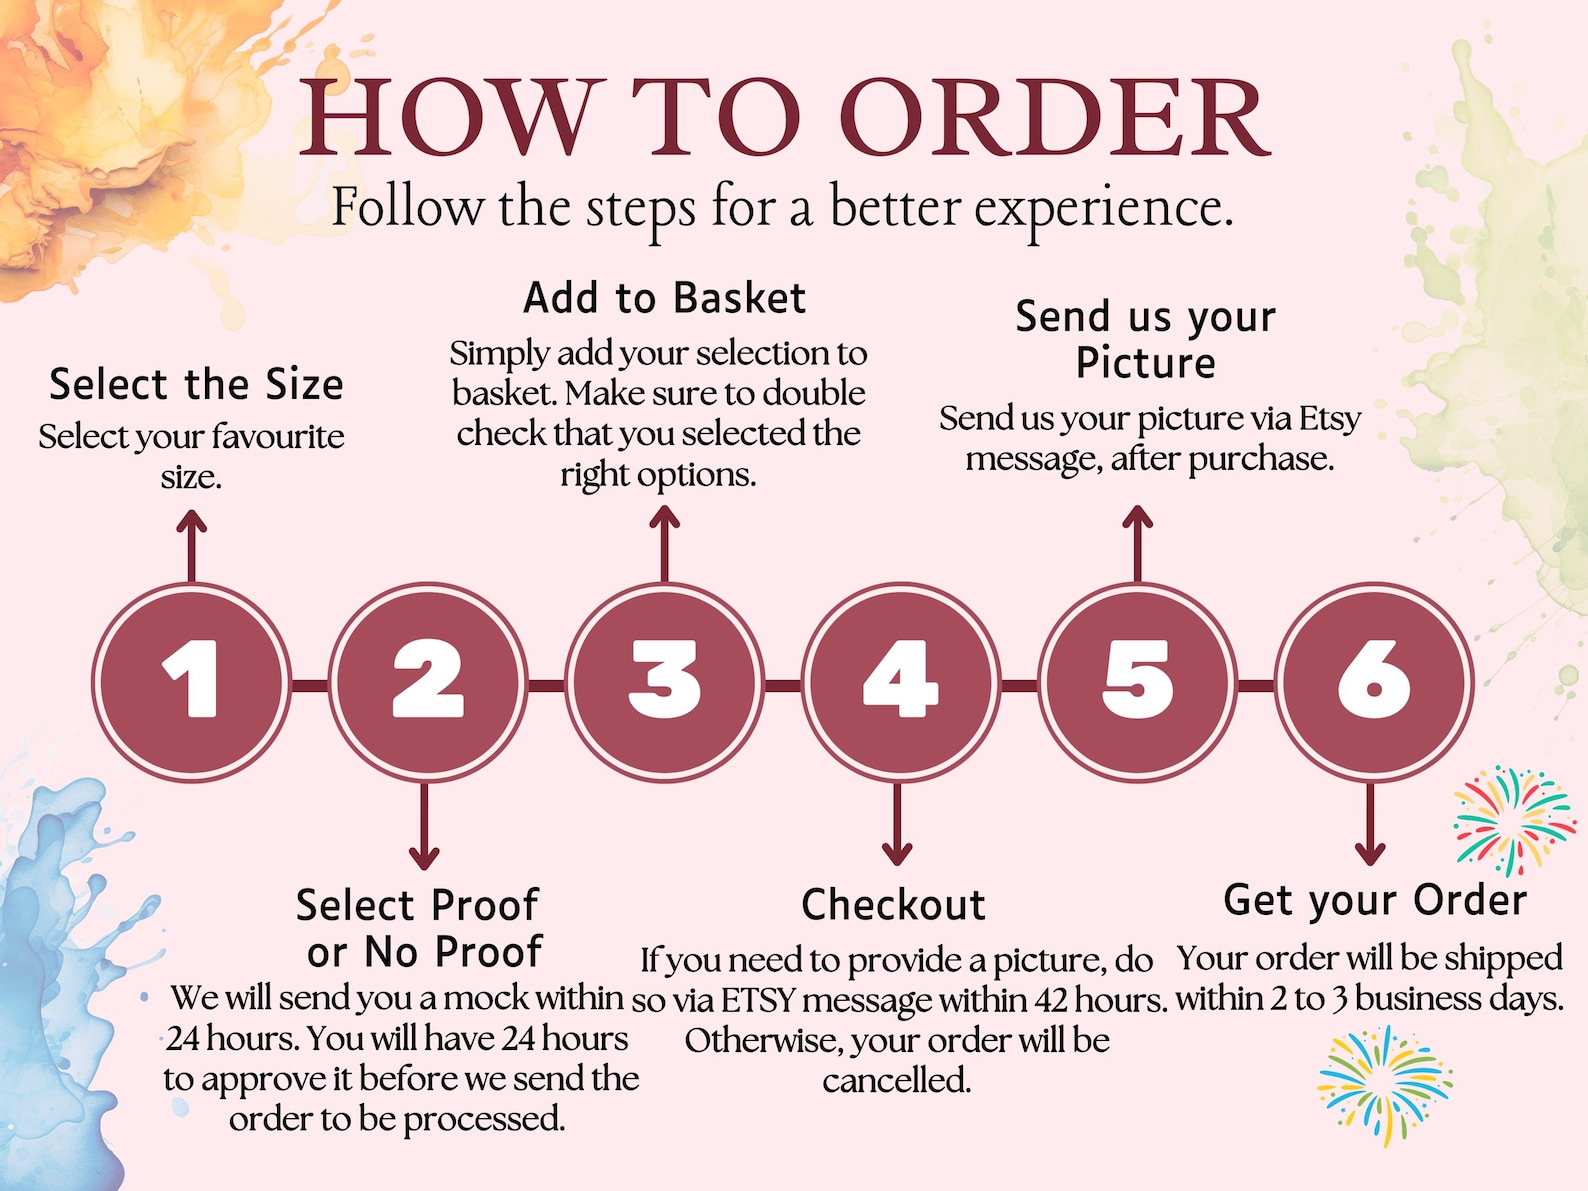 HOW TO ORDER
Follow the steps for a better experience.
Select the Size
Select your favourite
size.
Add to Basket
Simply add your selection to
basket. Make sure to double
check that you selected the
right options.
Send us your
Picture
Send us your picture via Etsy
message, after purchase.
1
2
3
4
5
6
Select Proof
or No Proof
We will send you a mock within
24 hours. You will have 24 hours
to approve it before we send the
order to be processed.
Checkout
If you need to provide a picture, do
so via ETSY message within 42 hours.
Otherwise, your order will be
cancelled.
Get your Order
Your order will be shipped
within 2 to 3 business days.